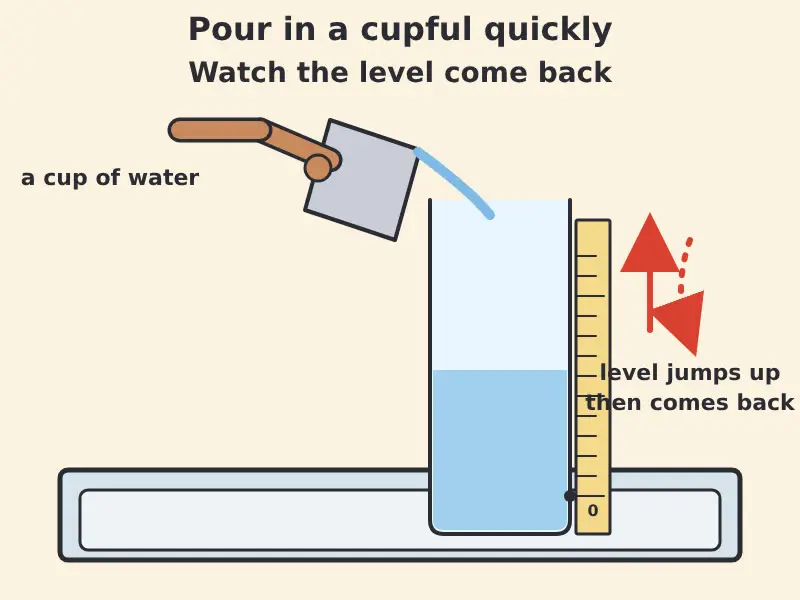 Pour in a cupful quickly
Watch the level come back
a cup of water
level jumps up
then comes back
0